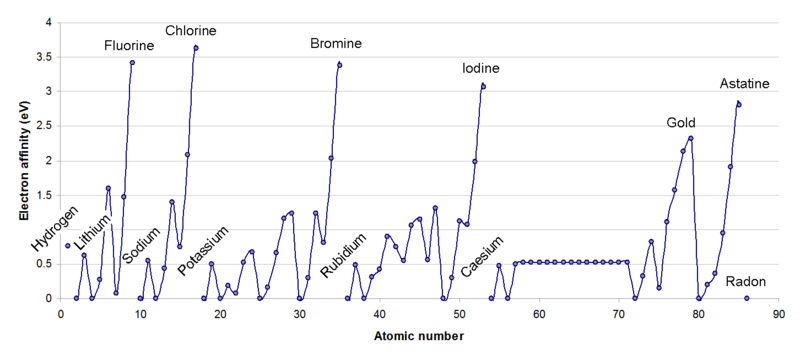 4
3.5
3
2.5
2
1.5
1
0.5
0
Electron affinity (eV)
Hydrogen
Lithium
Fluorine
Sodium
Chlorine
Potassium
Bromine
Rubidium
Iodine
Caesium
Gold
Astatine
Radon
0 10 20 30 40 50 60 70 80 90
Atomic number